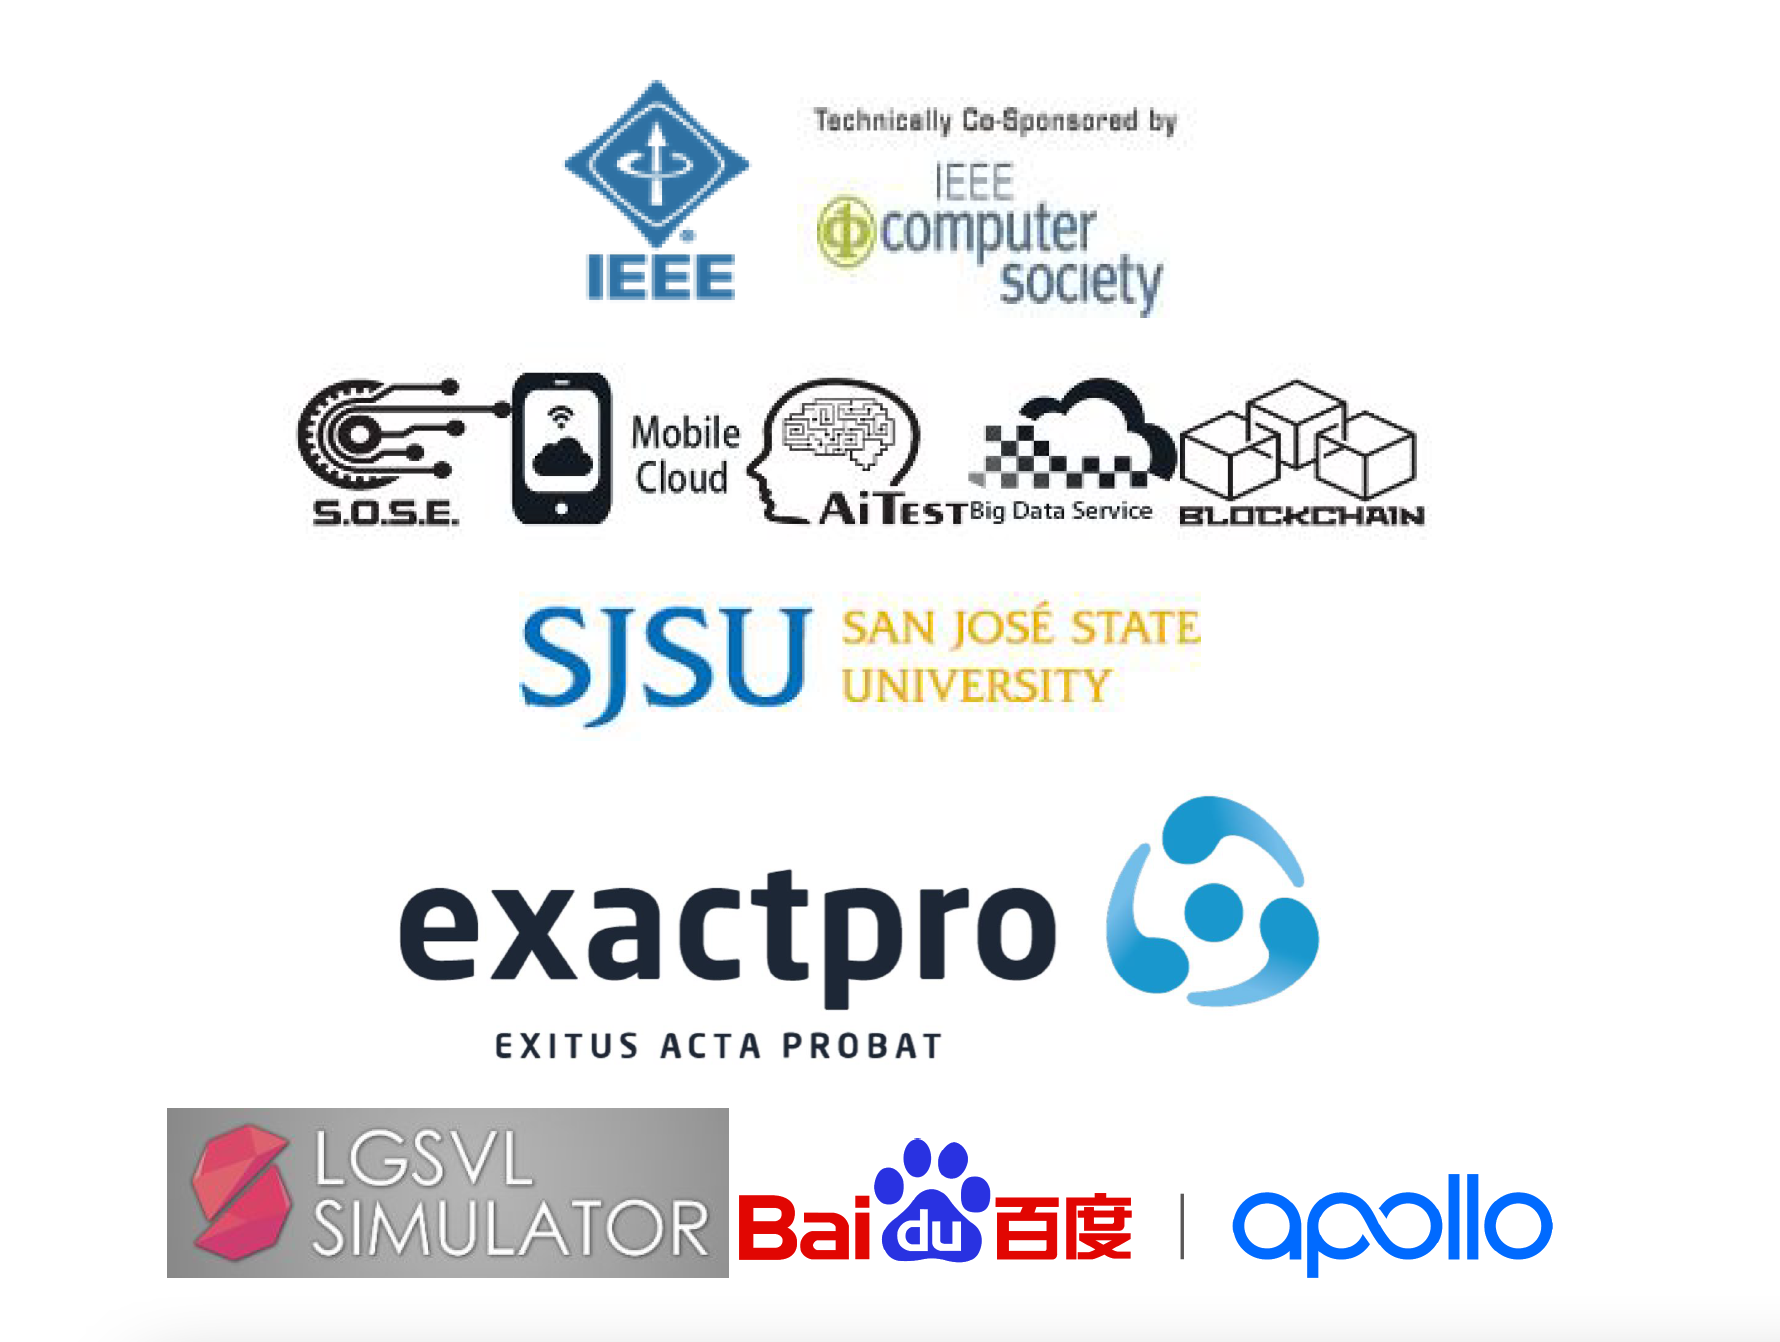 IEEE
Technically Co-Sponsored by
IEEE
computer
society
S.O.S.E.
Mobile
Cloud
AiTEST
Big Data Service
BLOCKCHAIN
SJSU
SAN JOSÉ STATE
UNIVERSITY
exactpro
EXITUS ACTA PROBAT
LGSVL
SIMULATOR
Baidu百度
apollo